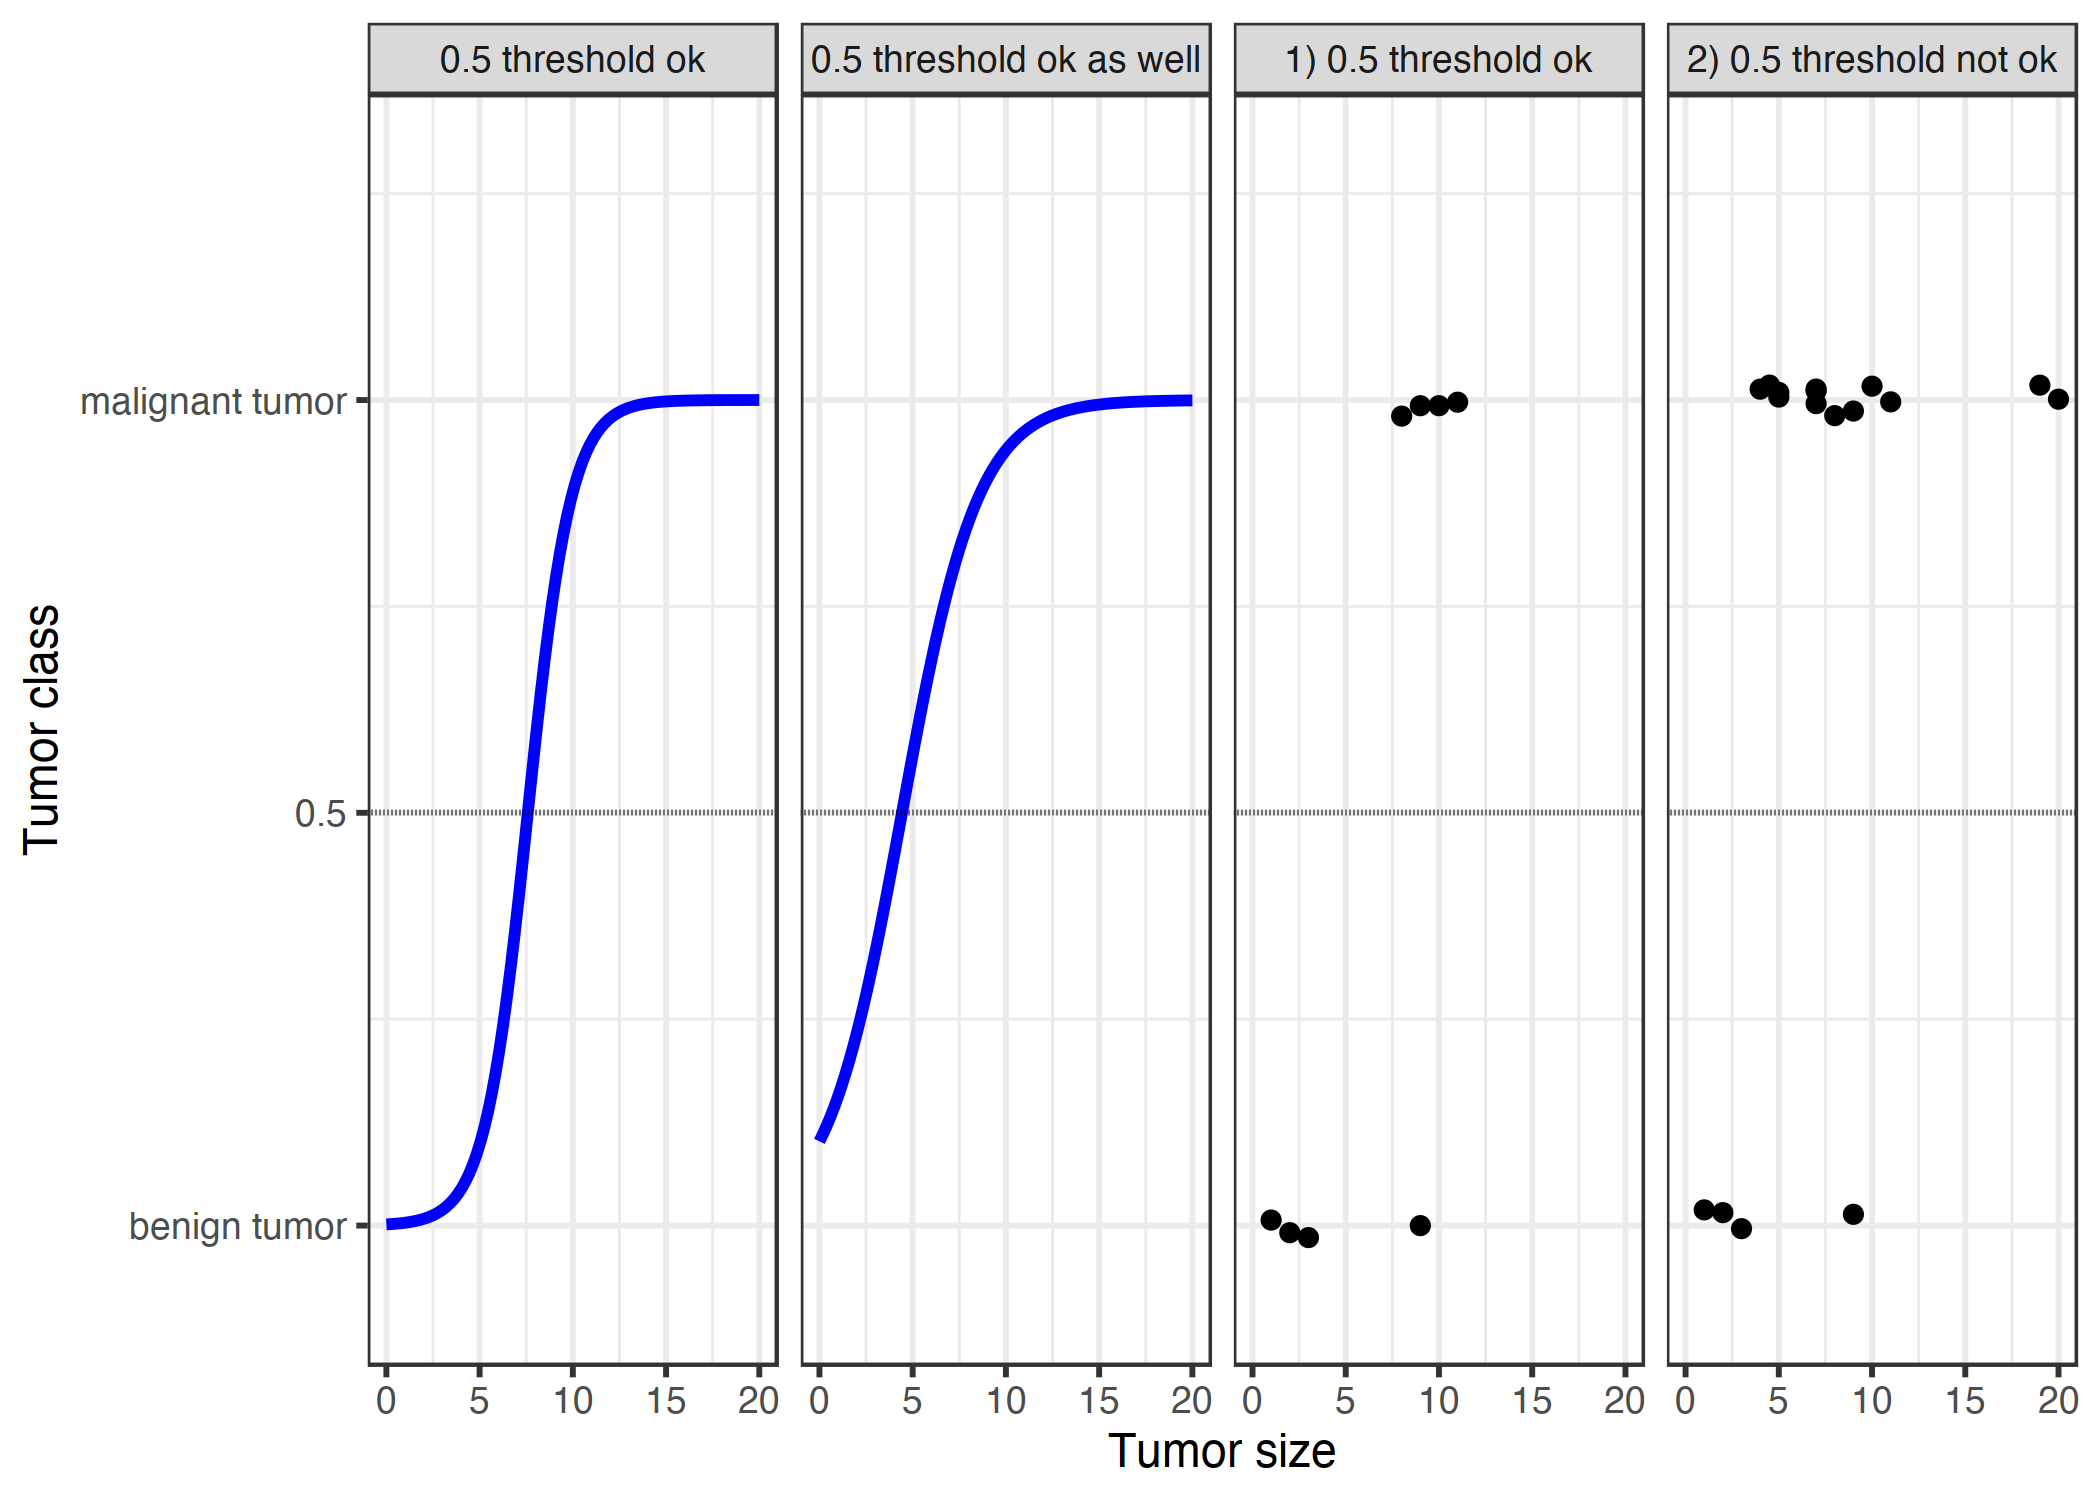 0.5 threshold ok
0.5 threshold ok as well
1) 0.5 threshold ok
2) 0.5 threshold not ok
Tumor class
malignant tumor
0.5
benign tumor
0 5 10 15 20
0 5 10 15 20
0 5 10 15 20
0 5 10 15 20
Tumor size